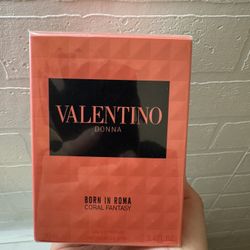 VALENTINO
DONNA
BORN IN ROMA
CORAL FANTASY